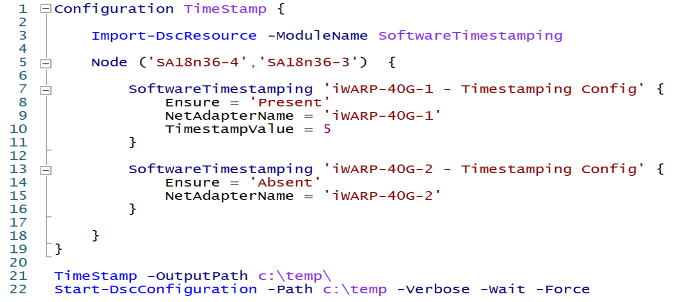 1 Configuration TimeStamp {
2
3     Import-DscResource -ModuleName SoftwareTimestamping
4
5     Node ('SA18n36-4','SA18n36-3')  {
6
7         SoftwareTimestamping 'iWARP-40G-1 - Timestamping Config' {
8             Ensure = 'Present'
9             NetAdapterName = 'iWARP-40G-1'
10             TimestampValue = 5
11         }
12
13         SoftwareTimestamping 'iWARP-40G-2 - Timestamping Config' {
14             Ensure = 'Absent'
15             NetAdapterName = 'iWARP-40G-2'
16         }
17
18     }
19 }
20
21 TimeStamp -OutputPath c:\temp\
22 Start-DscConfiguration -Path c:\temp -Verbose -Wait -Force